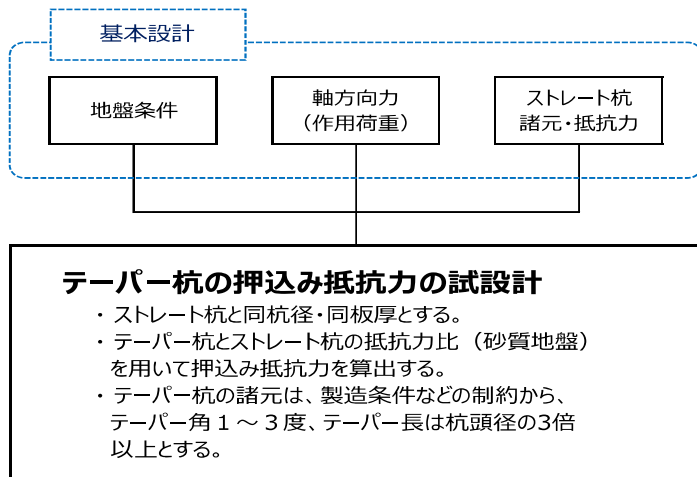 基本設計
地盤条件
軸方向力
（作用荷重）
ストレート杭
諸元・抵抗力
テーパー杭の押込み抵抗力の試設計
・ストレート杭と同杭径・同板厚とする。
・テーパー杭とストレート杭の抵抗力比（砂質地盤）
を用いて押込み抵抗力を算出する。
・テーパー杭の諸元は、製造条件などの制約から、
テーパー角１～３度、テーパー長は杭頭径の3倍
以上とする。